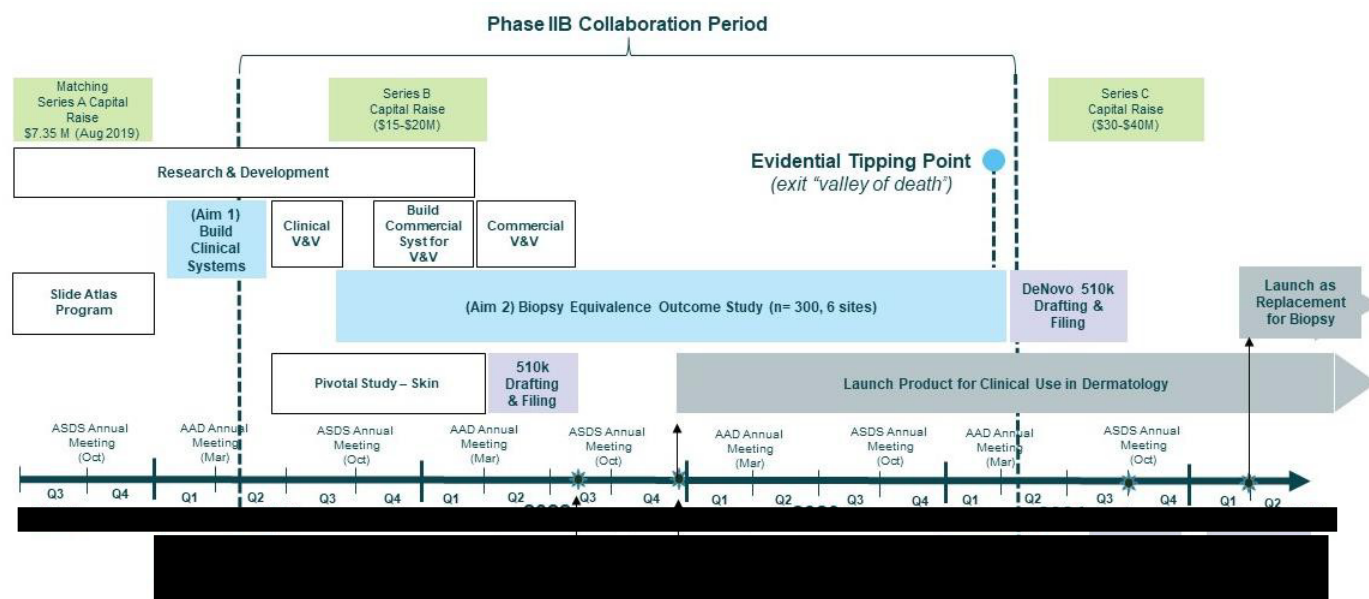 Phase IIB Collaboration Period
Matching
Series A Capital
Raise
$7.35 M (Aug 2019)
Series B
Capital Raise
($15-$20M)
Series C
Capital Raise
($30-$40M)
Research & Development
Evidential Tipping Point
(exit "valley of death")
(Aim 1)
Build
Clinical
Systems
Clinical
V&V
Build
Commercial
Syst for
V&V
Commercial
V&V
Slide Atlas
Program
(Aim 2) Biopsy Equivalence Outcome Study (n= 300, 6 sites)
DeNovo 510k
Drafting &
Filing
Launch as
Replacement
for Biopsy
Pivotal Study – Skin
510k
Drafting
& Filing
Launch Product for Clinical Use in Dermatology
ASDS Annual
Meeting
(Oct)
AAD Annual
Meeting
(Mar)
ASDS Annual
Meeting
(Oct)
AAD Annual
Meeting
(Mar)
ASDS Annual
Meeting
(Oct)
AAD Annual
Meeting
(Mar)
ASDS Annual
Meeting
(Oct)
AAD Annual
Meeting
(Mar)
ASDS Annual
Meeting
(Oct)
Q3 Q4 Q1 Q2 Q3 Q4 Q1 Q2 Q3 Q4 Q1 Q2 Q3 Q4 Q1 Q2 Q3 Q4 Q1 Q2